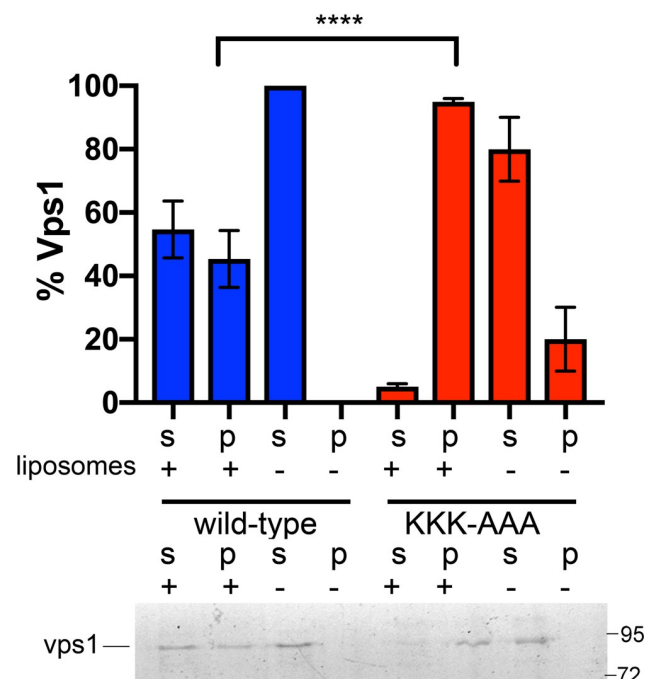 ****
% Vps1
100
80
60
40
20
0
s p s p s p s p
liposomes + + - - + + - -
wild-type KKK-AAA
s p s p s p s p
+ + - - + + - -
vps1
95
72